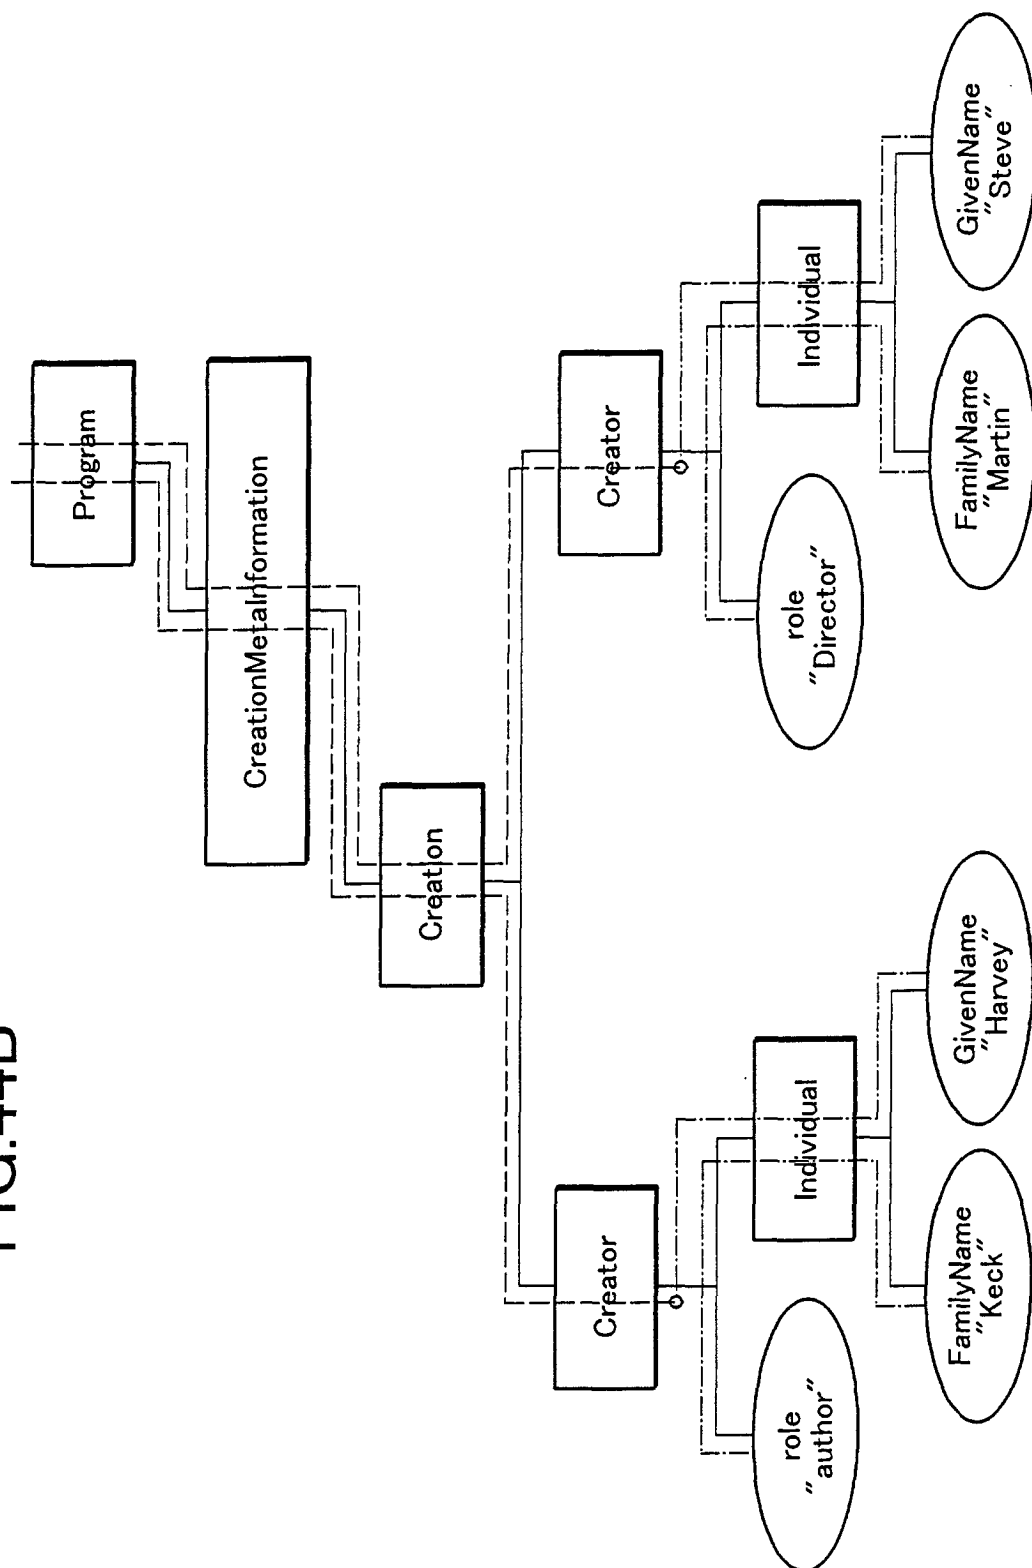 FIG.44B
Program
CreationMetaInformation
Creation
Creator
Creator
role
"author"
Individual
role
"Director"
Individual
FamilyName
"Keck"
GivenName
"Harvey"
FamilyName
"Martin"
GivenName
"Steve"